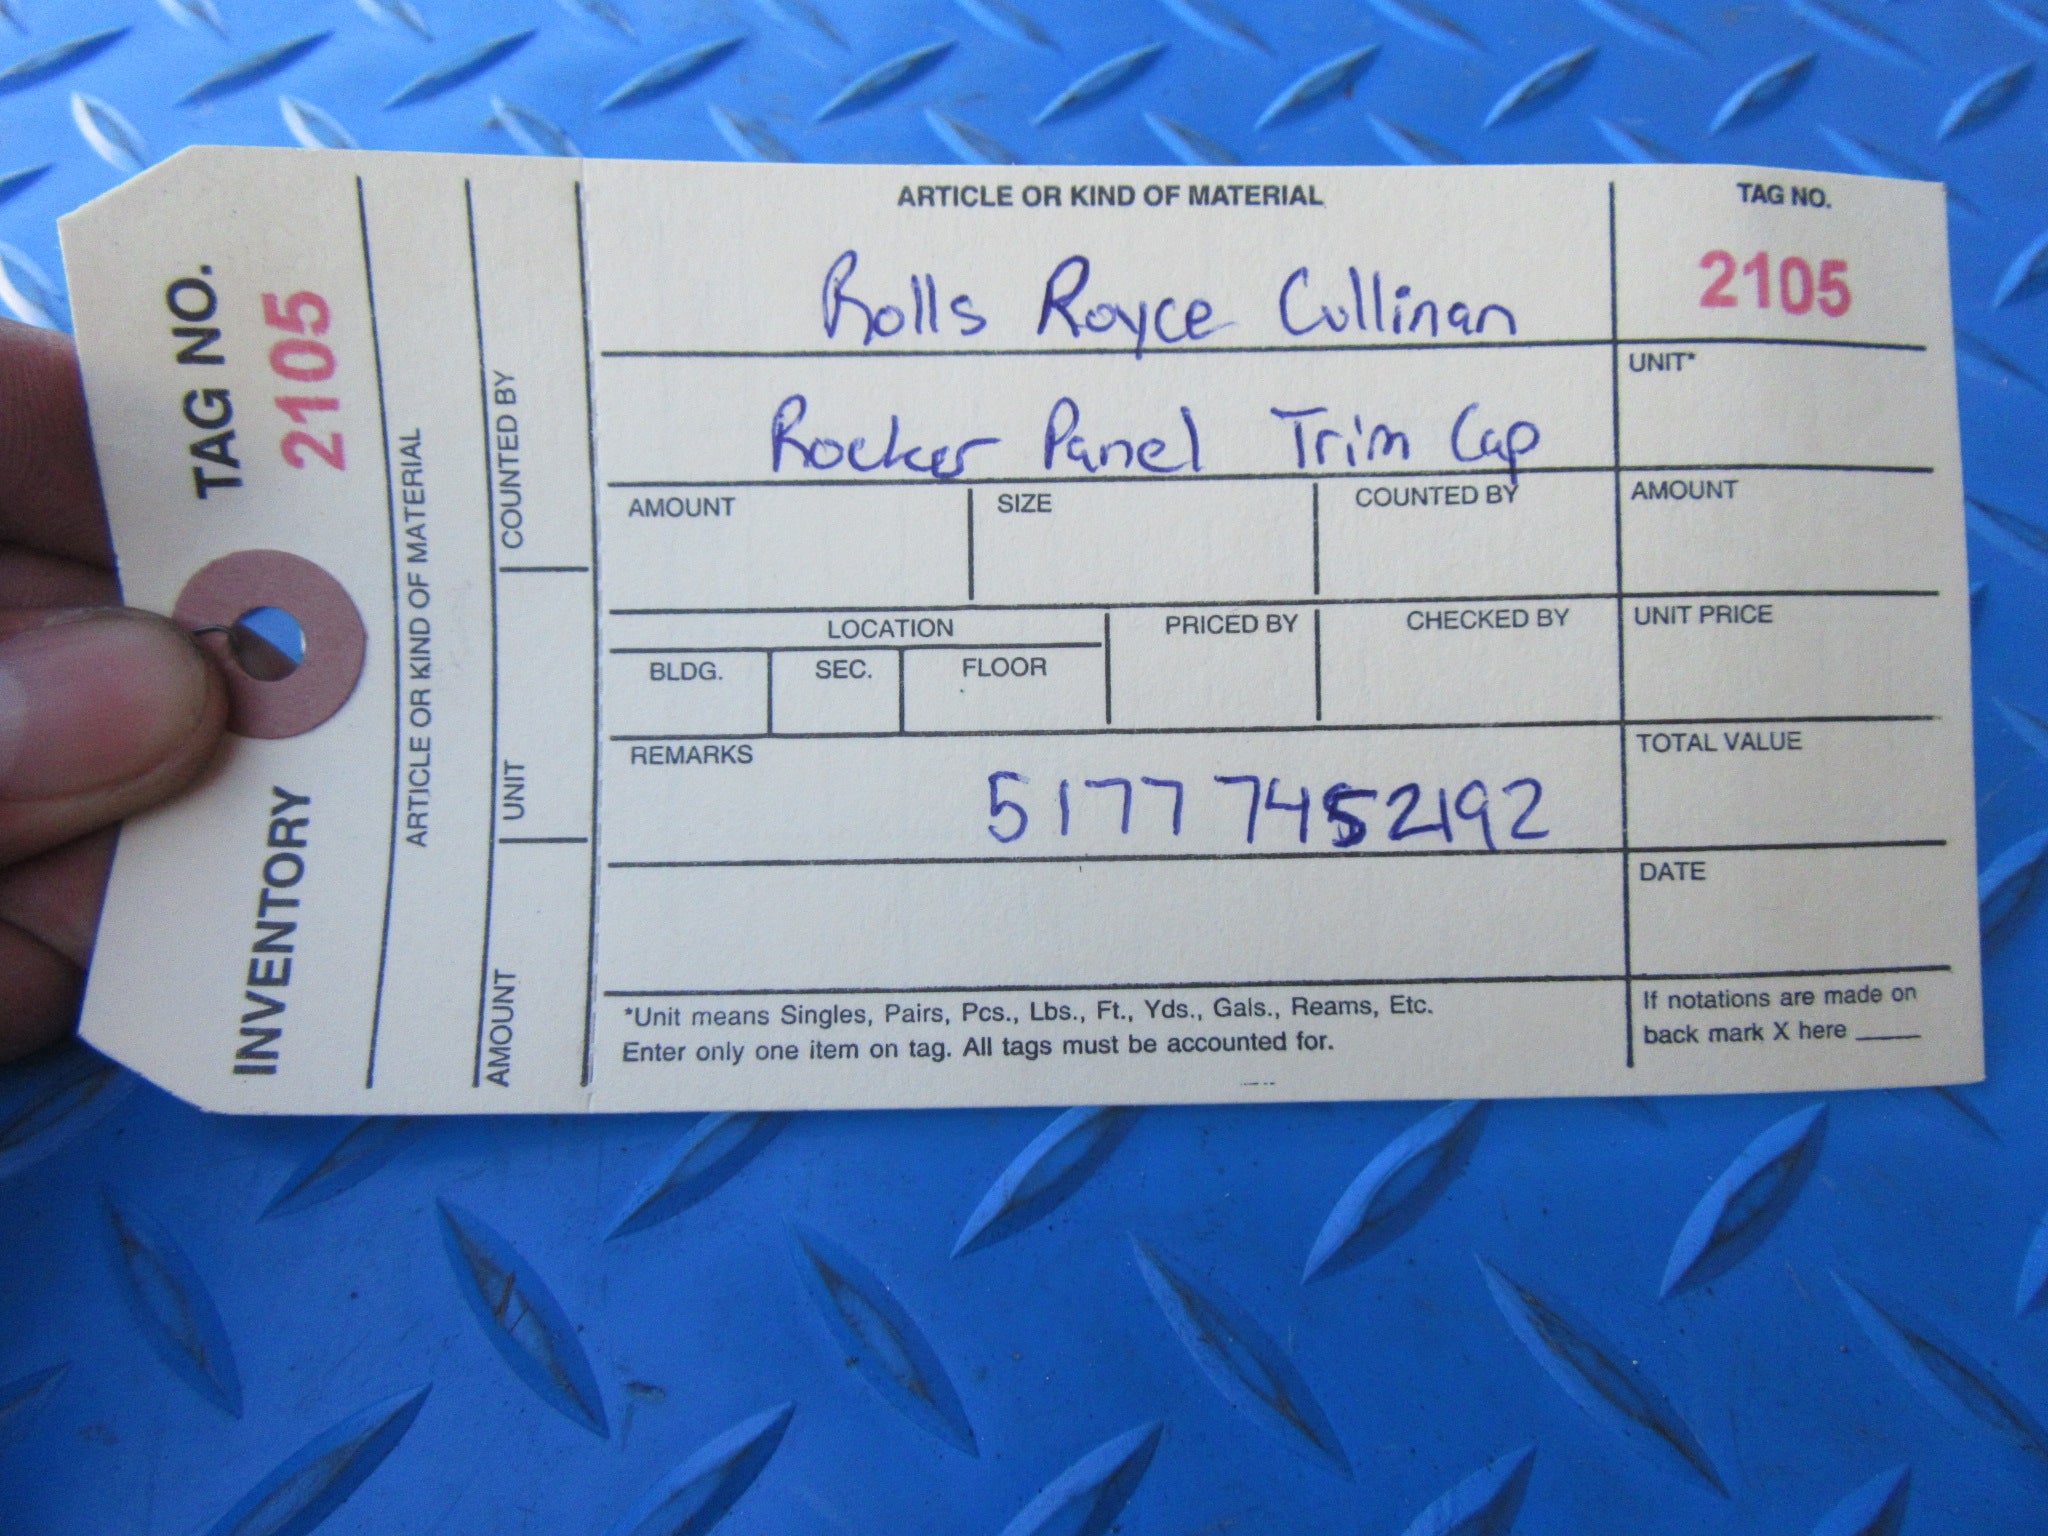 INVENTORY TAG NO.
2105
ARTICLE OR KIND OF MATERIAL
AMOUNT UNIT COUNTED BY
ARTICLE OR KIND OF MATERIAL
Rolls Royce Cullinan
Rocker Panel Trim Cap
TAG NO.
2105
UNIT*
AMOUNT SIZE COUNTED BY AMOUNT
LOCATION PRICED BY CHECKED BY UNIT PRICE
BLDG. SEC. FLOOR
REMARKS TOTAL VALUE
5177 7452192
DATE
*Unit means Singles, Pairs, Pcs., Lbs., Ft., Yds., Gals., Reams, Etc.
Enter only one item on tag. All tags must be accounted for.
If notations are made on
back mark X here ____